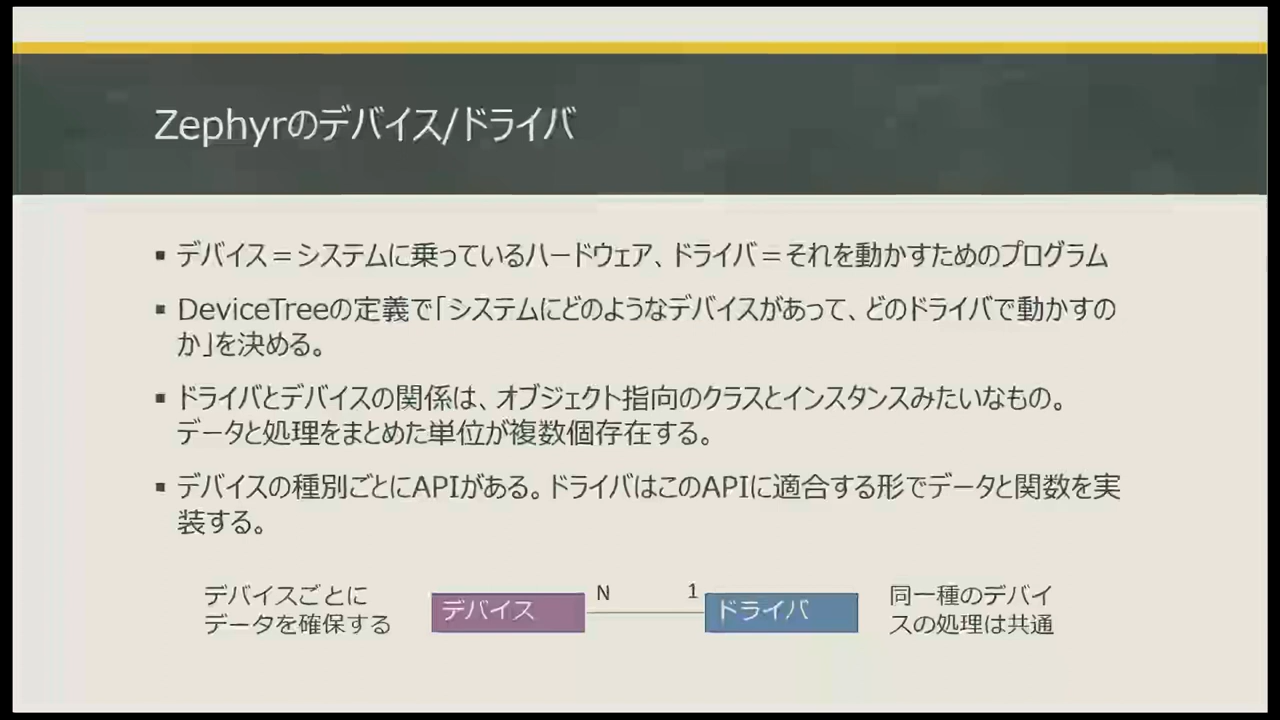 Zephyrのデバイス/ドライバ
▪ デバイス＝システムに乗っているハードウェア、ドライバ＝それを動かすためのプログラム
▪ DeviceTreeの定義で「システムにどのようなデバイスがあって、どのドライバで動かすの
か」を決める。
▪ ドライバとデバイスの関係は、オブジェクト指向のクラスとインスタンスみたいなもの。
データと処理をまとめた単位が複数個存在する。
▪ デバイスの種別ごとにAPIがある。ドライバはこのAPIに適合する形でデータと関数を実
装する。
デバイスごとに
データを確保する
デバイス
N
1
ドライバ
同一種のデバイ
スの処理は共通